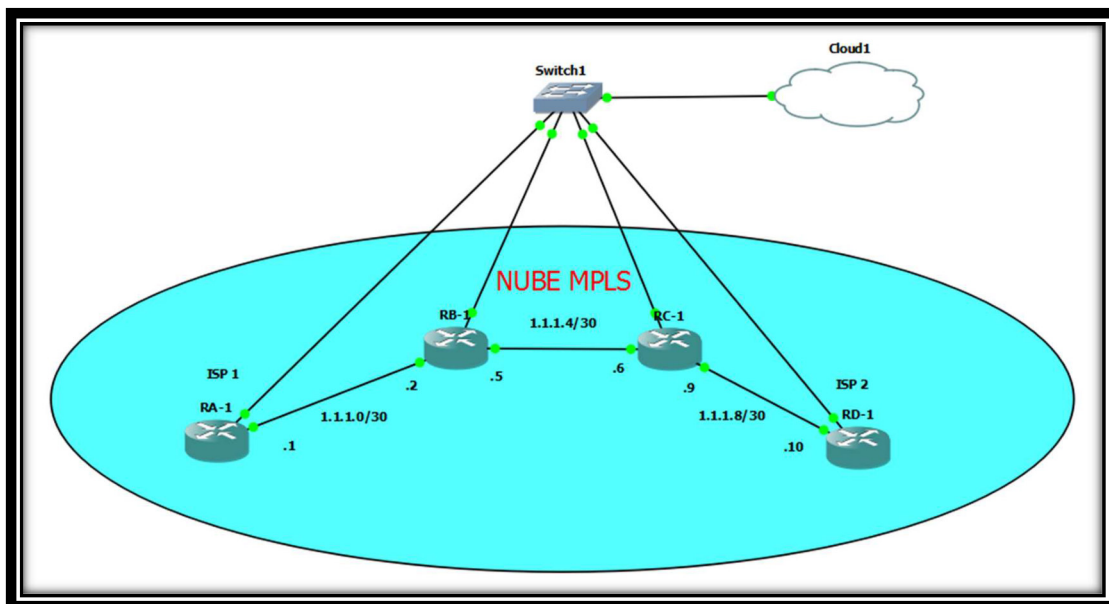 Cloud1
Switch1
NUBE MPLS
RB-1
1.1.1.4/30
RC-1
.2
.5
.6
.9
ISP 1
ISP 2
RA-1
1.1.1.0/30
1.1.1.8/30
RD-1
.1
.10